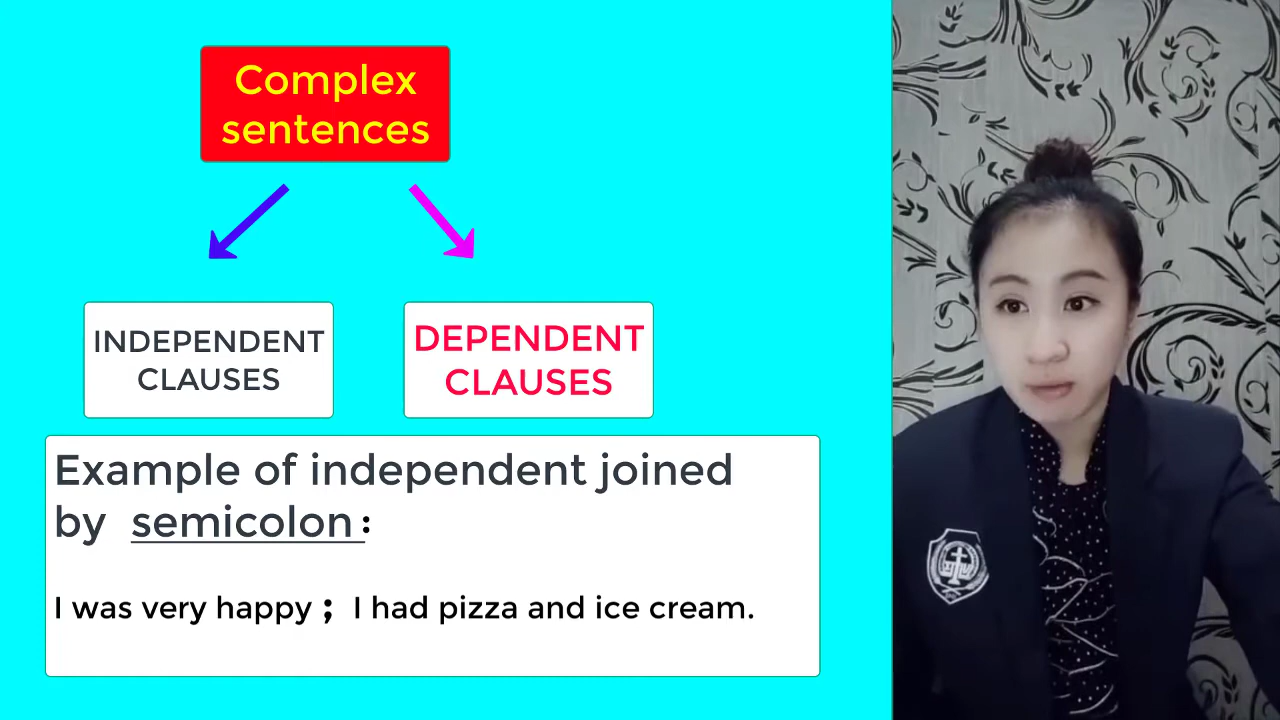 Complex
sentences
INDEPENDENT
CLAUSES
DEPENDENT
CLAUSES
Example of independent joined
by semicolon :
I was very happy ; I had pizza and ice cream.